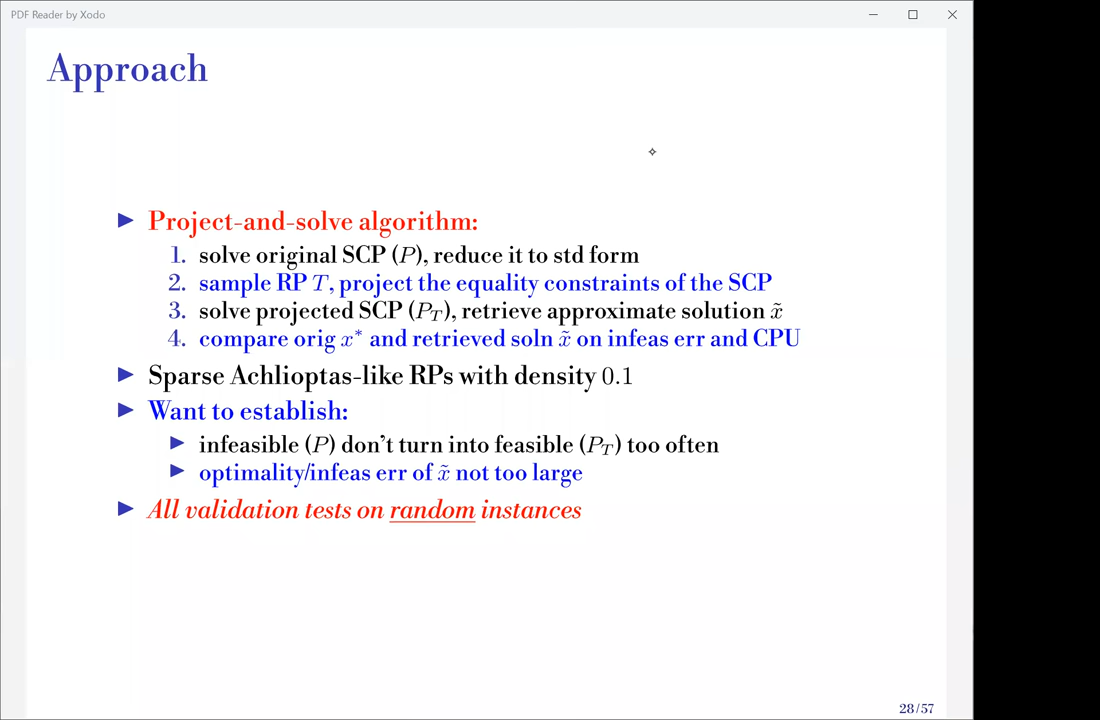 PDF Reader by Xodo
Approach
▶ Project-and-solve algorithm:
1. solve original SCP (P), reduce it to std form
2. sample RP T, project the equality constraints of the SCP
3. solve projected SCP (P_T), retrieve approximate solution x̃
4. compare orig x* and retrieved soln x̃ on infeas err and CPU
▶ Sparse Achlioptas-like RPs with density 0.1
▶ Want to establish:
▶ infeasible (P) don't turn into feasible (P_T) too often
▶ optimality/infeas err of x̃ not too large
▶ All validation tests on random instances
28/57